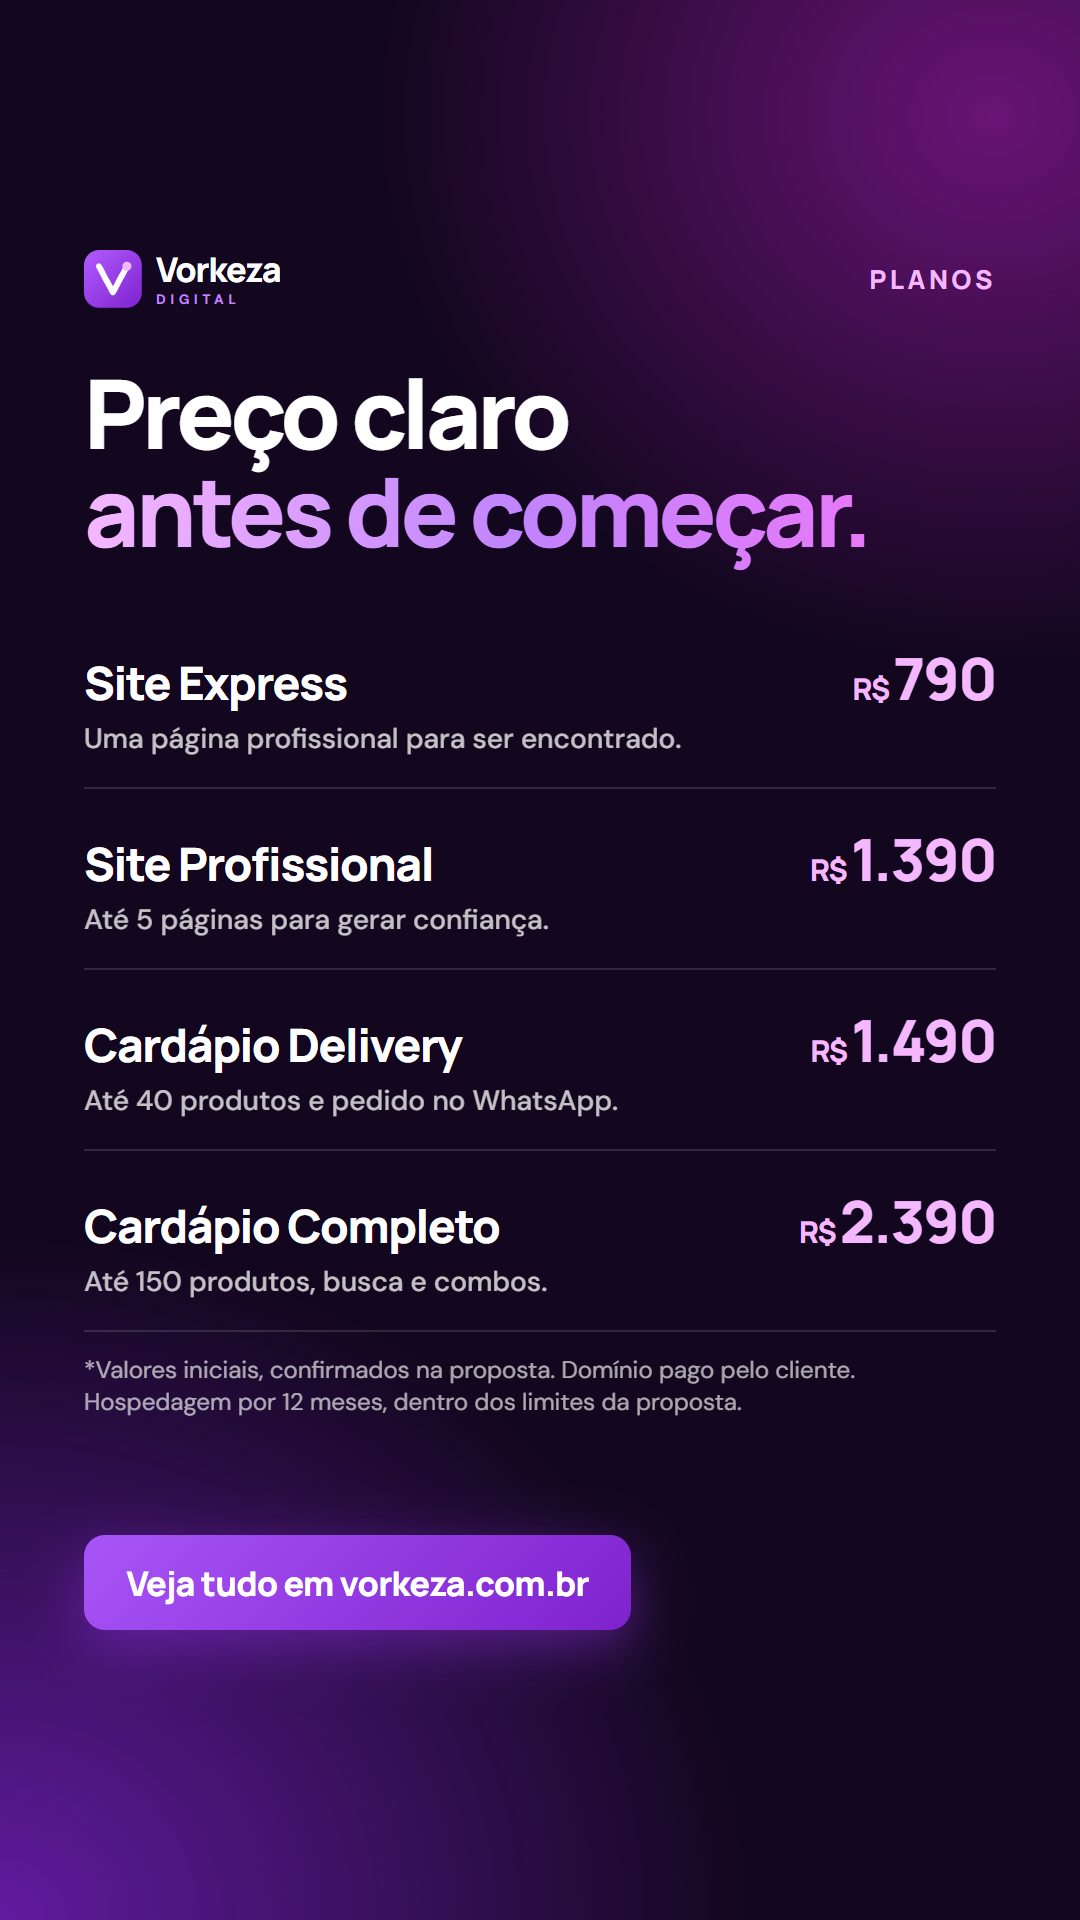 Vorkeza
DIGITAL
PLANOS
Preço claro
antes de começar.
Site Express
R$ 790
Uma página profissional para ser encontrado.
Site Profissional
R$ 1.390
Até 5 páginas para gerar confiança.
Cardápio Delivery
R$ 1.490
Até 40 produtos e pedido no WhatsApp.
Cardápio Completo
R$ 2.390
Até 150 produtos, busca e combos.
*Valores iniciais, confirmados na proposta. Domínio pago pelo cliente.
Hospedagem por 12 meses, dentro dos limites da proposta.
Veja tudo em vorkeza.com.br